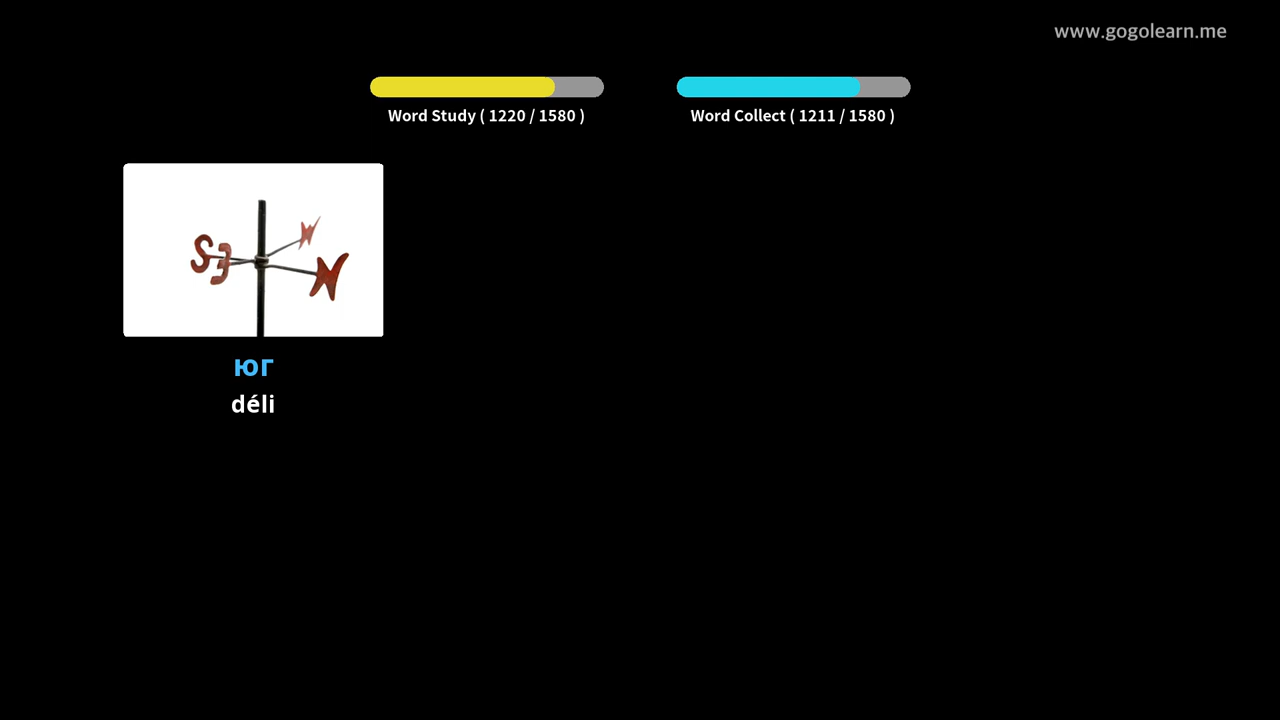 www.gogolearn.me
Word Study ( 1220 / 1580 )
Word Collect ( 1211 / 1580 )
S
E
N
юг
déli